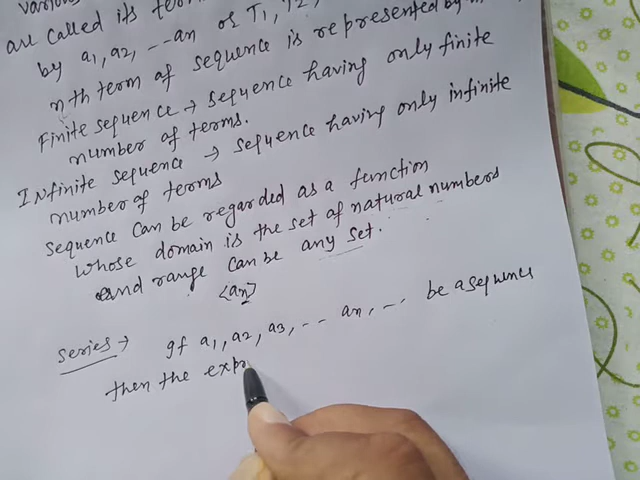 various
are called its term
by a1, a2, -- an or T1, T2,
nth term of sequence is represented by
Finite sequence → sequence having only finite
number of terms.
Infinite sequence → sequence having only infinite
number of terms
sequence can be regarded as a function
whose domain is the set of natural numbers
and range can be any set.
<an>
series → If a1, a2, a3, --- an, -- be a sequence
then the exp